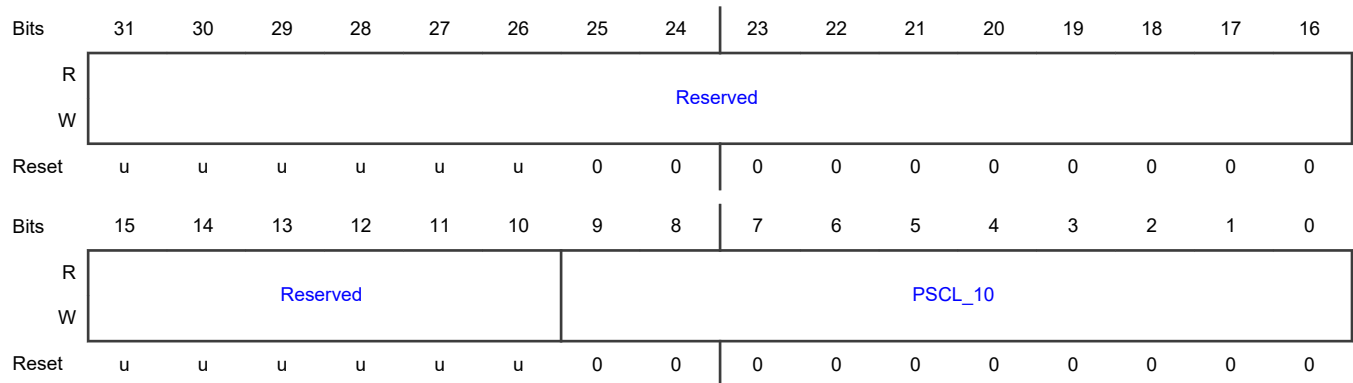 Bits 31 30 29 28 27 26 25 24 23 22 21 20 19 18 17 16
R
Reserved
W
Reset u u u u u u 0 0 0 0 0 0 0 0 0 0
Bits 15 14 13 12 11 10 9 8 7 6 5 4 3 2 1 0
R
Reserved PSCL_10
W
Reset u u u u u u 0 0 0 0 0 0 0 0 0 0